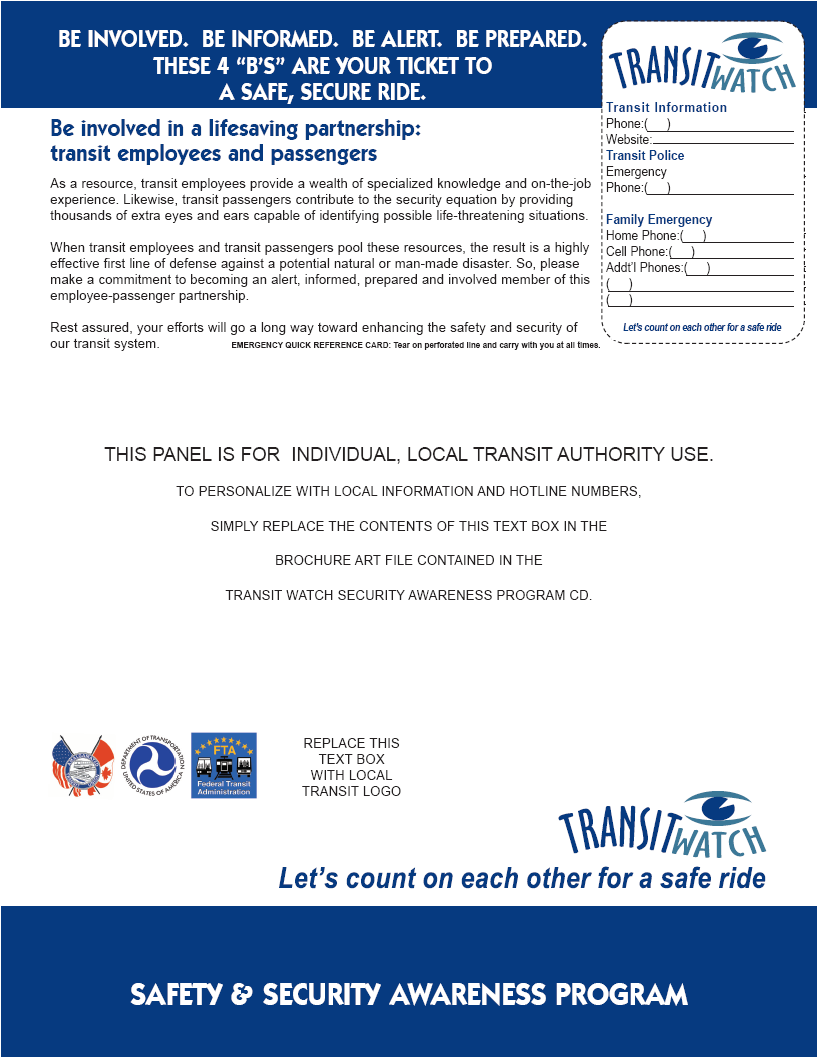 BE INVOLVED.  BE INFORMED.  BE ALERT.  BE PREPARED.
THESE 4 “B’S” ARE YOUR TICKET TO
A SAFE, SECURE RIDE.
Be involved in a lifesaving partnership:
transit employees and passengers
As a resource, transit employees provide a wealth of specialized knowledge and on-the-job
experience. Likewise, transit passengers contribute to the security equation by providing
thousands of extra eyes and ears capable of identifying possible life-threatening situations.
When transit employees and transit passengers pool these resources, the result is a highly
effective first line of defense against a potential natural or man-made disaster. So, please
make a commitment to becoming an alert, informed, prepared and involved member of this
employee-passenger partnership.
Rest assured, your efforts will go a long way toward enhancing the safety and security of
our transit system.
EMERGENCY QUICK REFERENCE CARD: Tear on perforated line and carry with you at all times.
TRANSITWATCH
Transit Information
Phone:(    )
Website:
Transit Police
Emergency
Phone:(    )
Family Emergency
Home Phone:(    )
Cell Phone:(    )
Addt’l Phones:(    )
(    )
(    )
Let’s count on each other for a safe ride
THIS PANEL IS FOR  INDIVIDUAL, LOCAL TRANSIT AUTHORITY USE.
TO PERSONALIZE WITH LOCAL INFORMATION AND HOTLINE NUMBERS,
SIMPLY REPLACE THE CONTENTS OF THIS TEXT BOX IN THE
BROCHURE ART FILE CONTAINED IN THE
TRANSIT WATCH SECURITY AWARENESS PROGRAM CD.
DEPARTMENT OF TRANSPORTATION
UNITED STATES OF AMERICA
FTA
Federal Transit
Administration
REPLACE THIS
TEXT BOX
WITH LOCAL
TRANSIT LOGO
TRANSITWATCH
Let’s count on each other for a safe ride
SAFETY & SECURITY AWARENESS PROGRAM